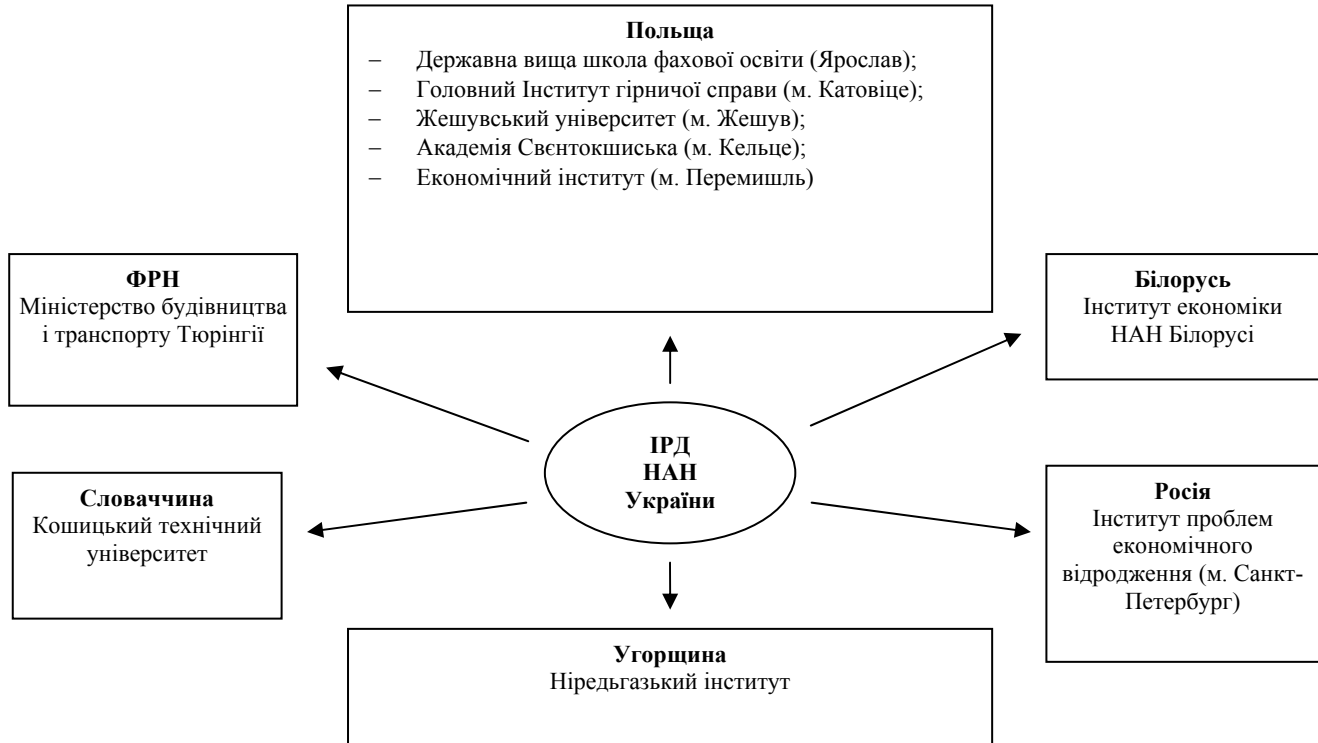 Польща
– Державна вища школа фахової освіти (Ярослав);
– Головний Інститут гірничої справи (м. Катовіце);
– Жешувський університет (м. Жешув);
– Академія Свєнтокшиська (м. Кельце);
– Економічний інститут (м. Перемишль)
ФРН
Міністерство будівництва
і транспорту Тюрінгії
Білорусь
Інститут економіки
НАН Білорусі
ІРД
НАН
України
Словаччина
Кошицький технічний
університет
Росія
Інститут проблем
економічного
відродження (м. Санкт-
Петербург)
Угорщина
Ніредьгазький інститут